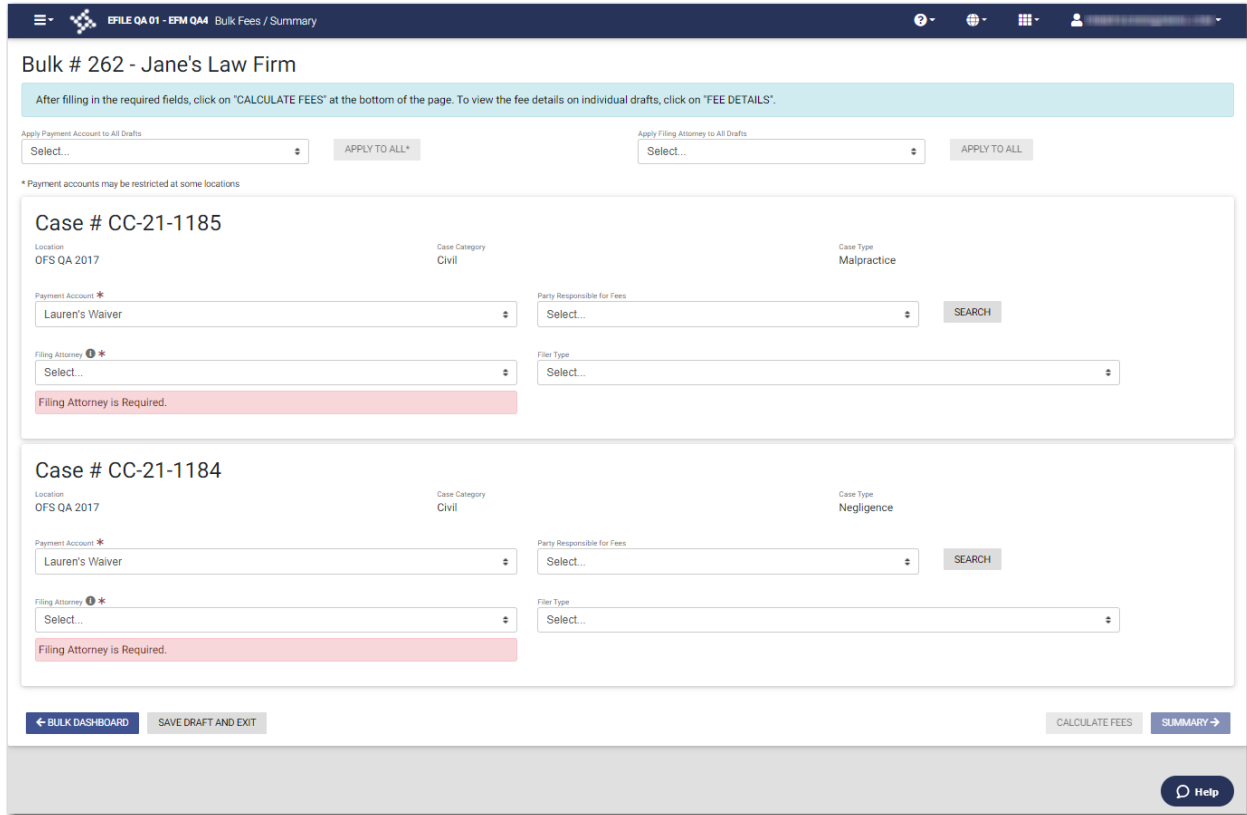 EFILE QA 01 - EFM QA4 Bulk Fees / Summary
Bulk # 262 - Jane's Law Firm
After filling in the required fields, click on "CALCULATE FEES" at the bottom of the page. To view the fee details on individual drafts, click on "FEE DETAILS".
Apply Payment Account to All Drafts Apply Filing Attorney to All Drafts
Select... APPLY TO ALL* Select... APPLY TO ALL
* Payment accounts may be restricted at some locations
Case # CC-21-1185
Location Case Category Case Type
OFS QA 2017 Civil Malpractice
Payment Account * Party Responsible for Fees
Lauren's Waiver Select... SEARCH
Filing Attorney * Filer Type
Select... Select...
Filing Attorney is Required.
Case # CC-21-1184
Location Case Category Case Type
OFS QA 2017 Civil Negligence
Payment Account * Party Responsible for Fees
Lauren's Waiver Select... SEARCH
Filing Attorney * Filer Type
Select... Select...
Filing Attorney is Required.
BULK DASHBOARD SAVE DRAFT AND EXIT CALCULATE FEES SUMMARY
Help